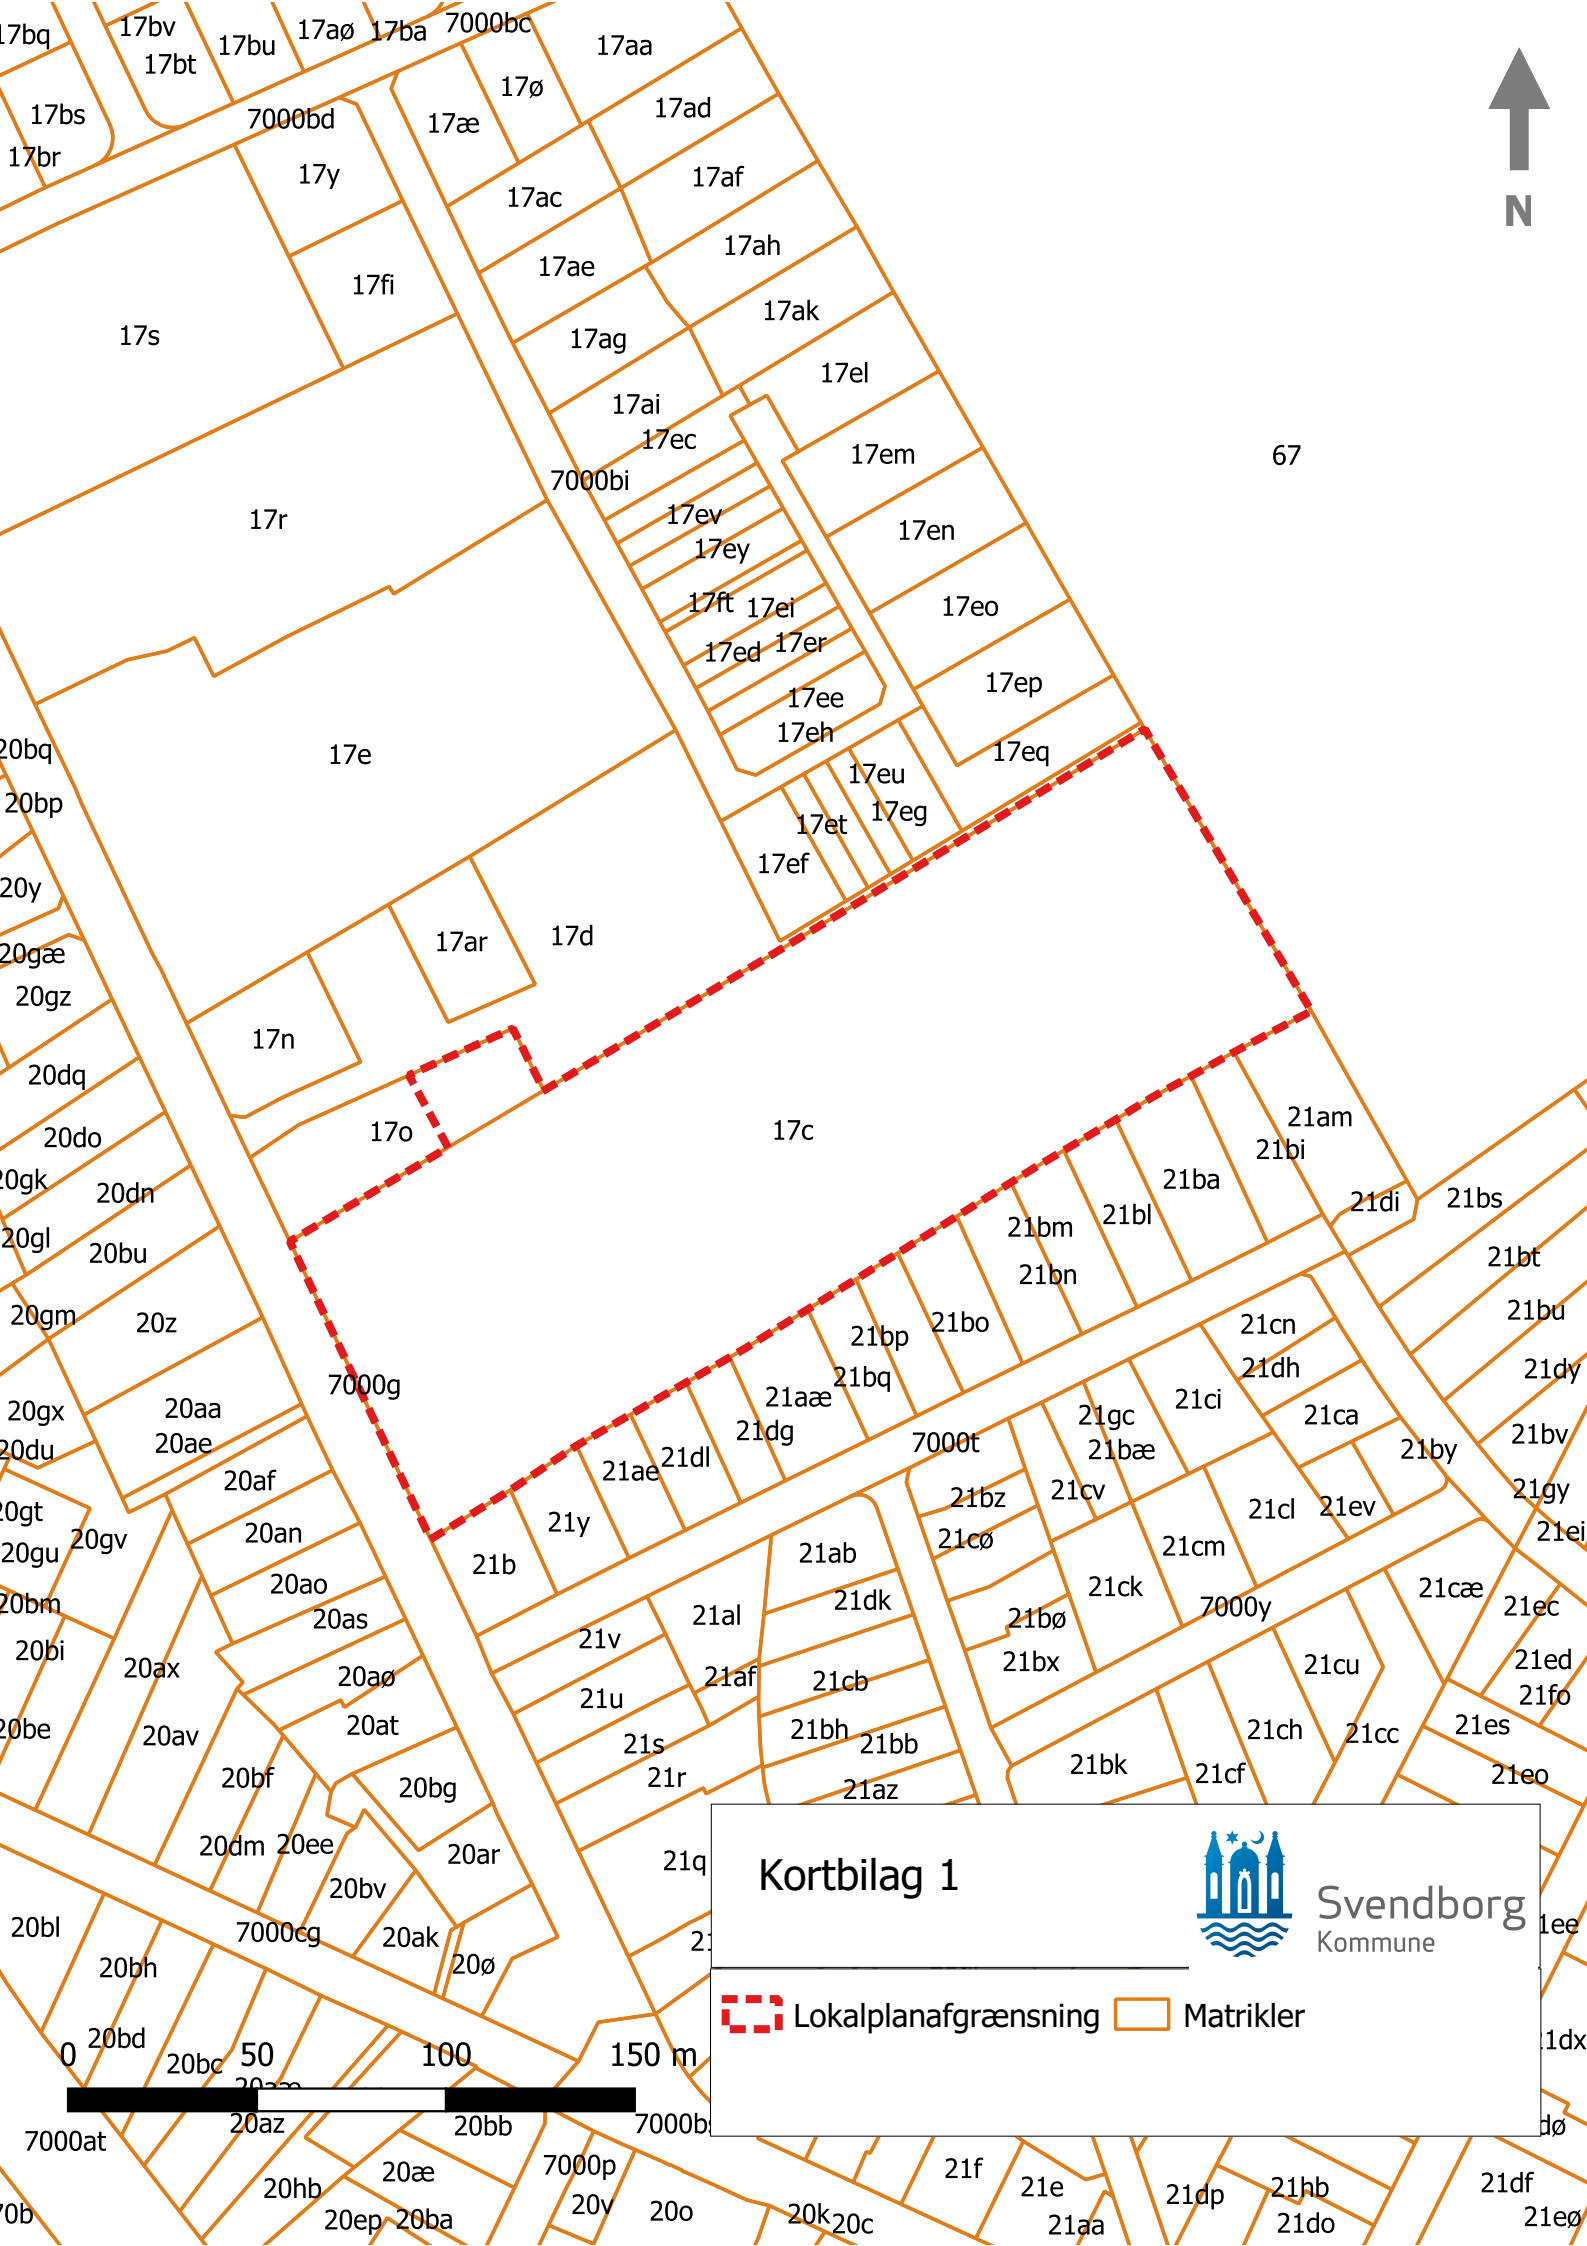 17bq
17bv
17bt
17bu
17aø
17ba
7000bc
17aa
17bs
17br
7000bd
17æ
17ø
17ad
17y
17ac
17af
N
17fi
17ae
17ah
17s
17ag
17ak
17ai
17el
17ec
17em
67
7000bi
17r
17ev
17en
17ey
17ft
17ei
17eo
17ed
17er
17ep
17ee
17eh
17eq
20bq
17e
20bp
17eu
17eg
17et
17ef
20y
17ar
17d
20gæ
20gz
17n
20dq
17o
17c
21am
20do
21bi
20gk
20dn
21ba
21di
21bs
20gl
20bu
21bm
21bl
21bt
21bn
20gm
20z
21bp
21bo
21cn
21bu
21dh
21dy
7000g
21bq
21aæ
21ci
20gx
20aa
21gc
21ca
20ae
21dg
7000t
21bæ
21bv
20du
21by
21ae
21dl
20af
21cv
21bz
21gy
20gt
21y
21cl
21ev
20gv
20an
21cø
21ei
20gu
21b
21ab
21cm
20ao
21ck
21cæ
20bm
20as
21dk
7000y
21ec
21al
21bø
20bi
21v
21bx
21cu
21ed
20ax
20aø
21af
21cb
21u
21fo
20be
20av
20at
21bh
21ch
21cc
21es
21s
21bb
20bf
20bg
21r
21az
21bk
21cf
21eo
20dm
20ee
20ar
21q
Kortbilag 1
20bv
Svendborg
Kommune
20bl
7000cg
20ak
20bh
20ø
Lokalplanafgrænsning
Matrikler
20bd
20bc
0
50
100
150 m
20az
20bb
7000at
7000p
20æ
20hb
21f
21e
21dp
21hb
21df
20v
20o
20k
20c
20ep
20ba
21aa
21do
21eø